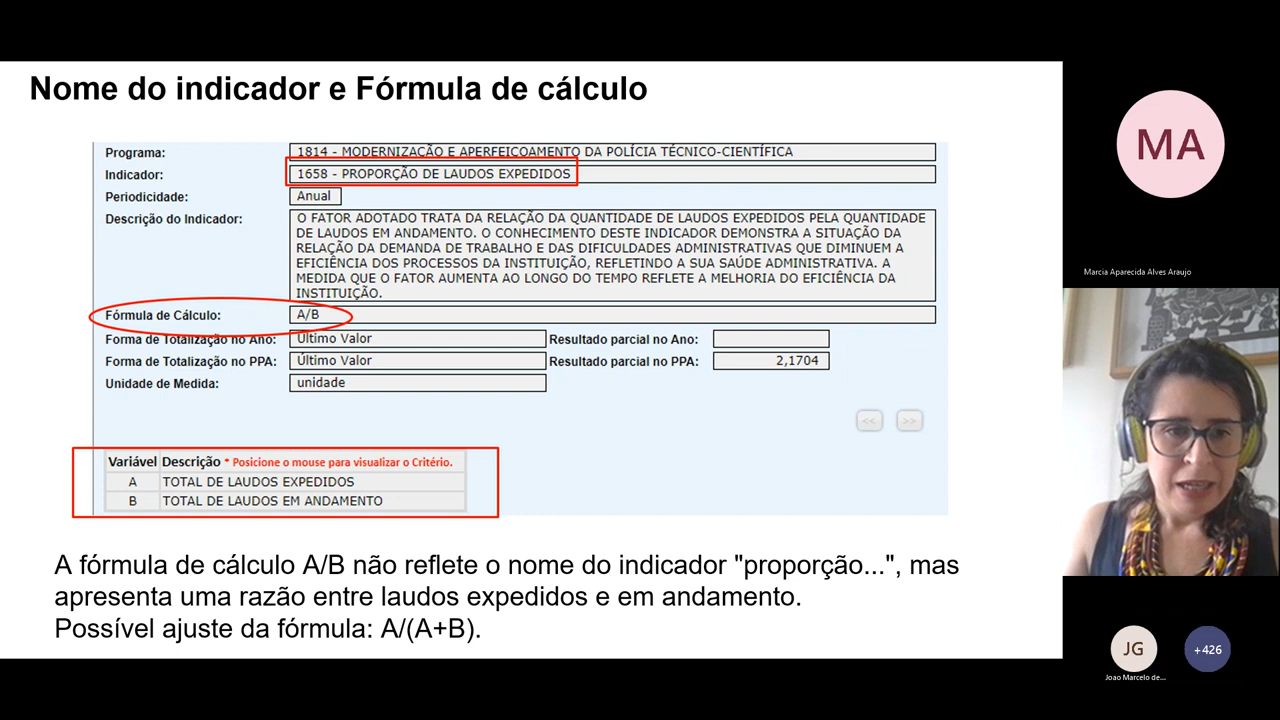 Nome do indicador e Fórmula de cálculo
Programa: 1814 - MODERNIZAÇÃO E APERFEICOAMENTO DA POLÍCIA TÉCNICO-CIENTÍFICA
Indicador: 1658 - PROPORÇÃO DE LAUDOS EXPEDIDOS
Periodicidade: Anual
Descrição do Indicador: O FATOR ADOTADO TRATA DA RELAÇÃO DA QUANTIDADE DE LAUDOS EXPEDIDOS PELA QUANTIDADE
DE LAUDOS EM ANDAMENTO. O CONHECIMENTO DESTE INDICADOR DEMONSTRA A SITUAÇÃO DA
RELAÇÃO DA DEMANDA DE TRABALHO E DAS DIFICULDADES ADMINISTRATIVAS QUE DIMINUEM A
EFICIÊNCIA DOS PROCESSOS DA INSTITUIÇÃO, REFLETINDO A SUA SAÚDE ADMINISTRATIVA. A
MEDIDA QUE O FATOR AUMENTA AO LONGO DO TEMPO REFLETE A MELHORIA DO EFICIÊNCIA DA
INSTITUIÇÃO.
Fórmula de Cálculo: A/B
Forma de Totalização no Ano: Último Valor Resultado parcial no Ano:
Forma de Totalização no PPA: Último Valor Resultado parcial no PPA: 2,1704
Unidade de Medida: unidade
<< >>
Variável Descrição * Posicione o mouse para visualizar o Critério.
A TOTAL DE LAUDOS EXPEDIDOS
B TOTAL DE LAUDOS EM ANDAMENTO
A fórmula de cálculo A/B não reflete o nome do indicador "proporção...", mas
apresenta uma razão entre laudos expedidos e em andamento.
Possível ajuste da fórmula: A/(A+B).
MA
Marcia Aparecida Alves Araujo
JG
Joao Marcelo de...
+426